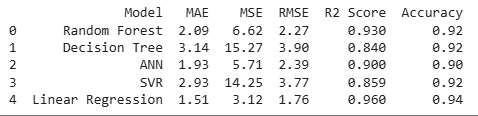 Model MAE MSE RMSE R2 Score Accuracy
0 Random Forest 2.09 6.62 2.27 0.930 0.92
1 Decision Tree 3.14 15.27 3.90 0.840 0.92
2 ANN 1.93 5.71 2.39 0.900 0.90
3 SVR 2.93 14.25 3.77 0.859 0.92
4 Linear Regression 1.51 3.12 1.76 0.960 0.94